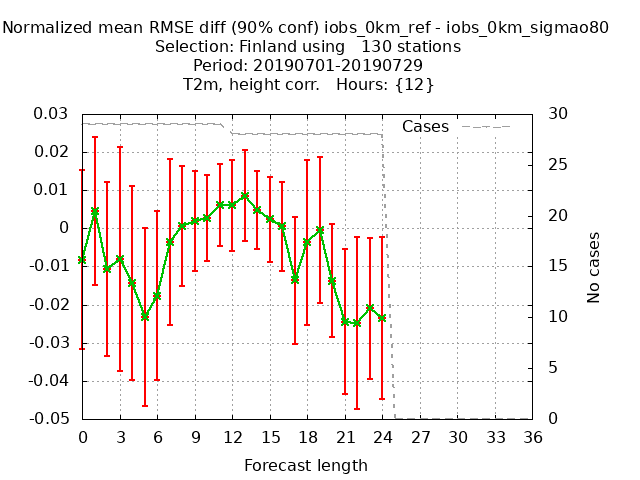 Normalized mean RMSE diff (90% conf) iobs_0km_ref - iobs_0km_sigmao80
Selection: Finland using   130 stations
Period: 20190701-20190729
T2m, height corr.   Hours: {12}
0.03
0.02
0.01
0
-0.01
-0.02
-0.03
-0.04
-0.05
Cases
30
25
20
15
10
5
0
No cases
0 3 6 9 12 15 18 21 24 27 30 33 36
Forecast length